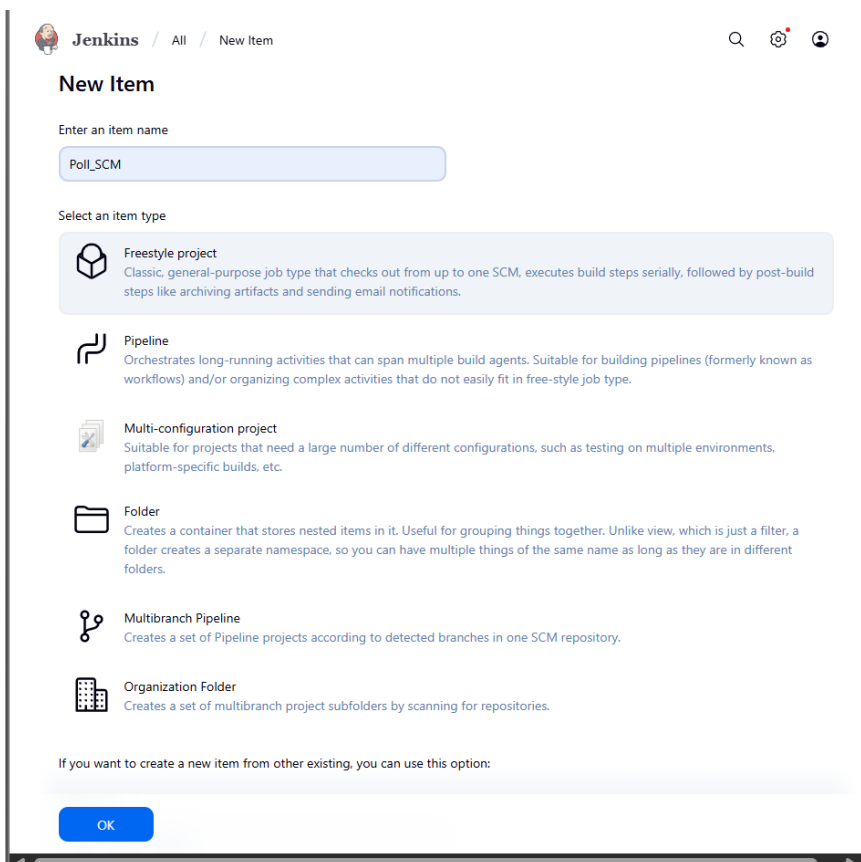 Jenkins / All / New Item
New Item
Enter an item name
Poll_SCM
Select an item type
Freestyle project
Classic, general-purpose job type that checks out from up to one SCM, executes build steps serially, followed by post-build
steps like archiving artifacts and sending email notifications.
Pipeline
Orchestrates long-running activities that can span multiple build agents. Suitable for building pipelines (formerly known as
workflows) and/or organizing complex activities that do not easily fit in free-style job type.
Multi-configuration project
Suitable for projects that need a large number of different configurations, such as testing on multiple environments,
platform-specific builds, etc.
Folder
Creates a container that stores nested items in it. Useful for grouping things together. Unlike view, which is just a filter, a
folder creates a separate namespace, so you can have multiple things of the same name as long as they are in different
folders.
Multibranch Pipeline
Creates a set of Pipeline projects according to detected branches in one SCM repository.
Organization Folder
Creates a set of multibranch project subfolders by scanning for repositories.
If you want to create a new item from other existing, you can use this option:
OK